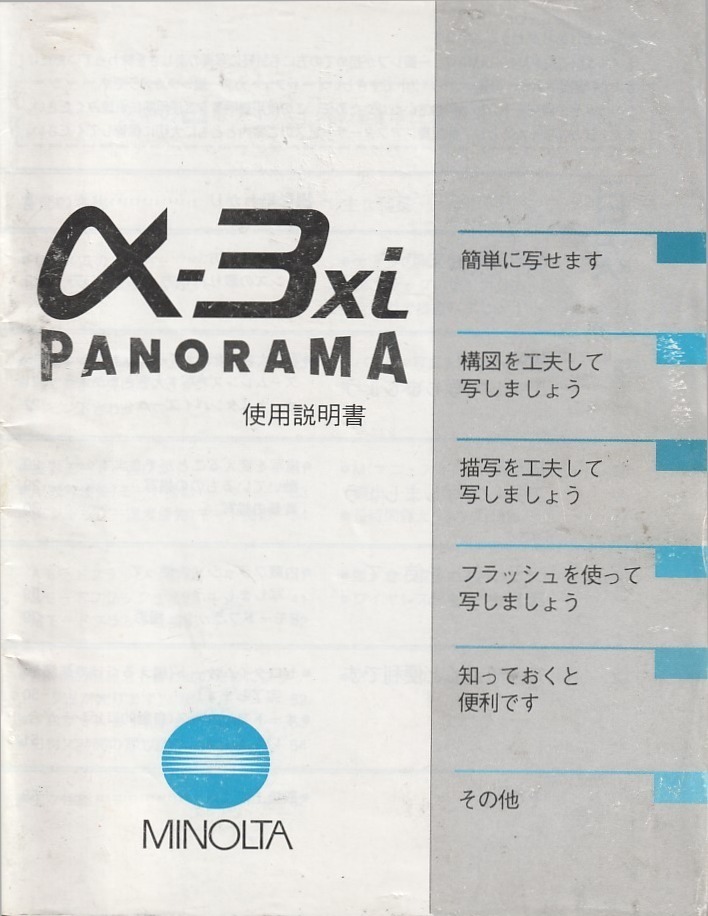 α-3xi
PANORAMA
使用説明書
MINOLTA
簡単に写せます
構図を工夫して
写しましょう
描写を工夫して
写しましょう
フラッシュを使って
写しましょう
知っておくと
便利です
その他